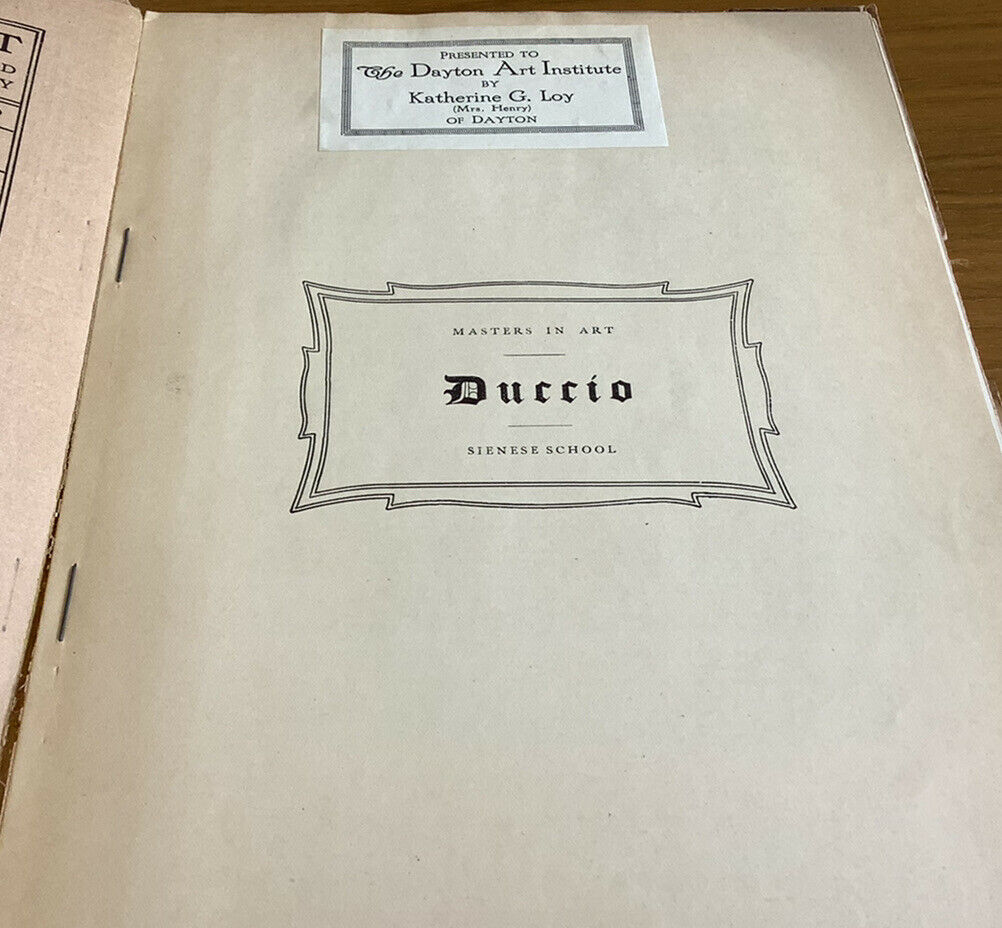 T
D
Y
PRESENTED TO
The Dayton Art Institute
BY
Katherine G. Loy
(Mrs. Henry)
OF DAYTON
MASTERS IN ART
Duccio
SIENESE SCHOOL